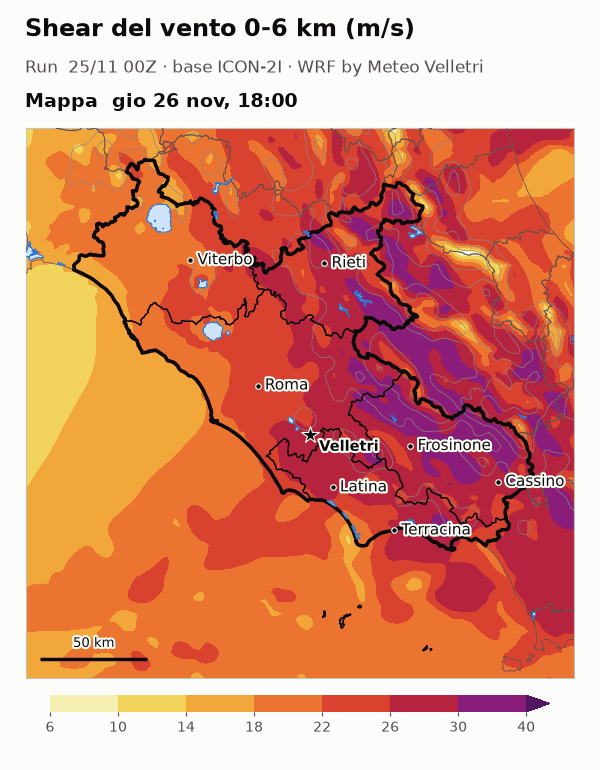 Shear del vento 0-6 km (m/s)
Run  25/11 00Z · base ICON-2I · WRF by Meteo Velletri
Mappa  gio 26 nov, 18:00
Viterbo
Rieti
Roma
Velletri
Frosinone
Cassino
Latina
Terracina
50 km
6 10 14 18 22 26 30 40